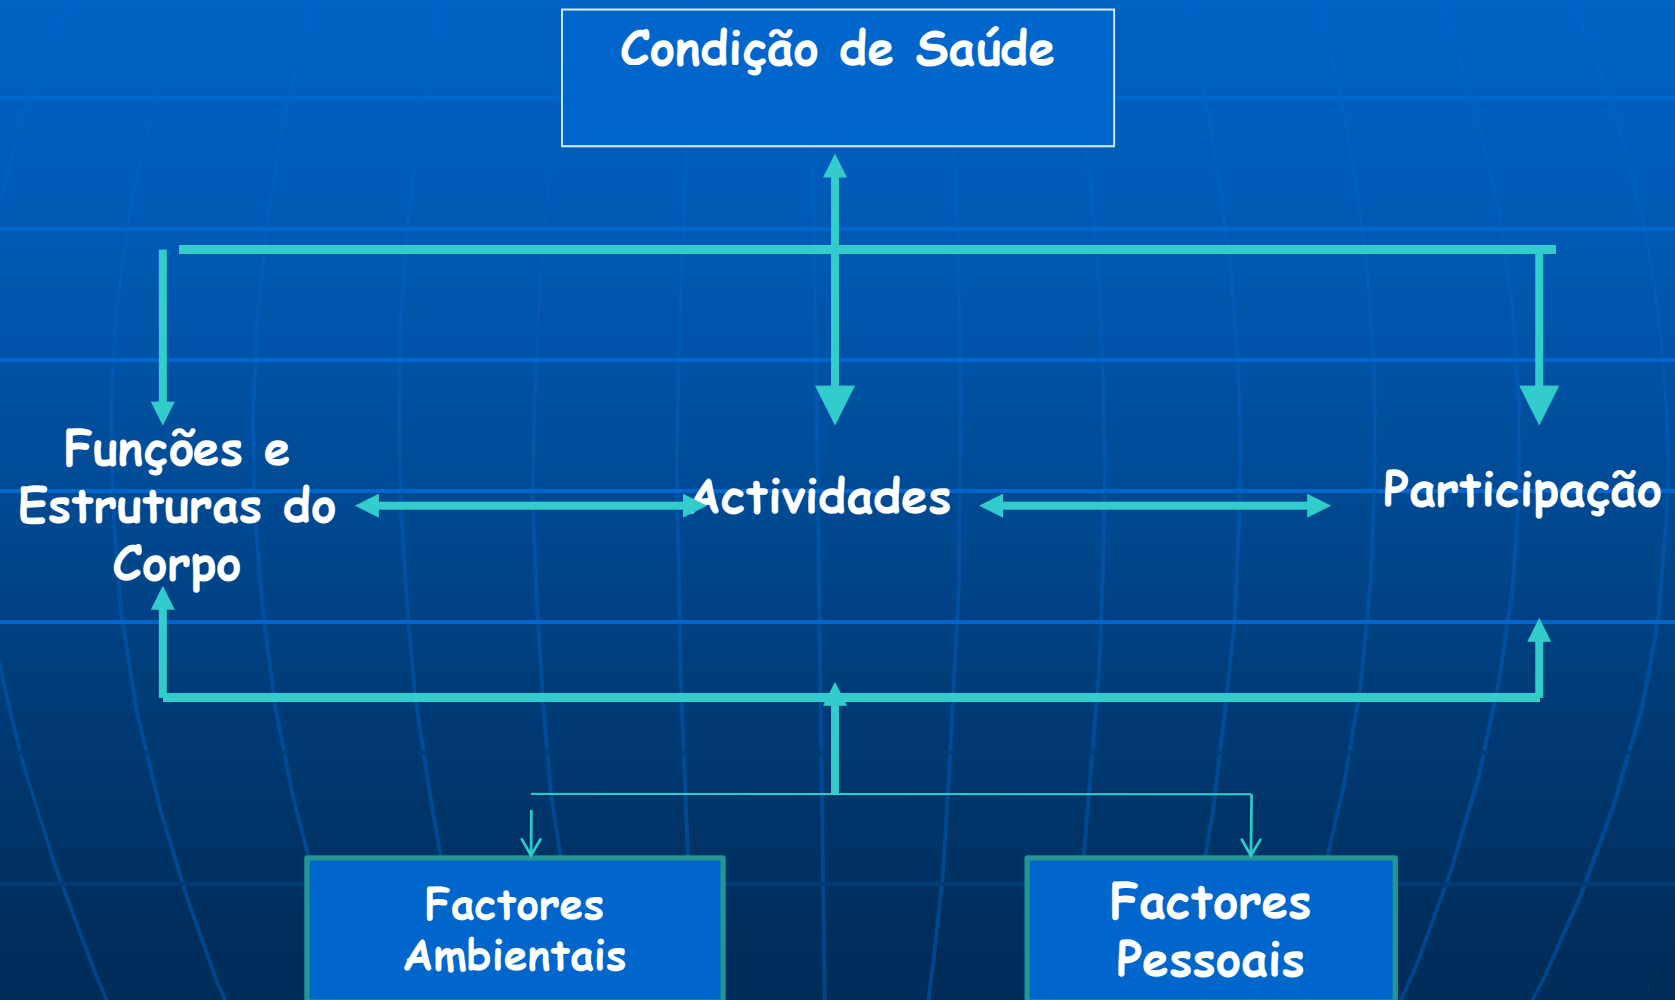 Condição de Saúde
Funções e
Estruturas do
Corpo
Actividades
Participação
Factores
Ambientais
Factores
Pessoais